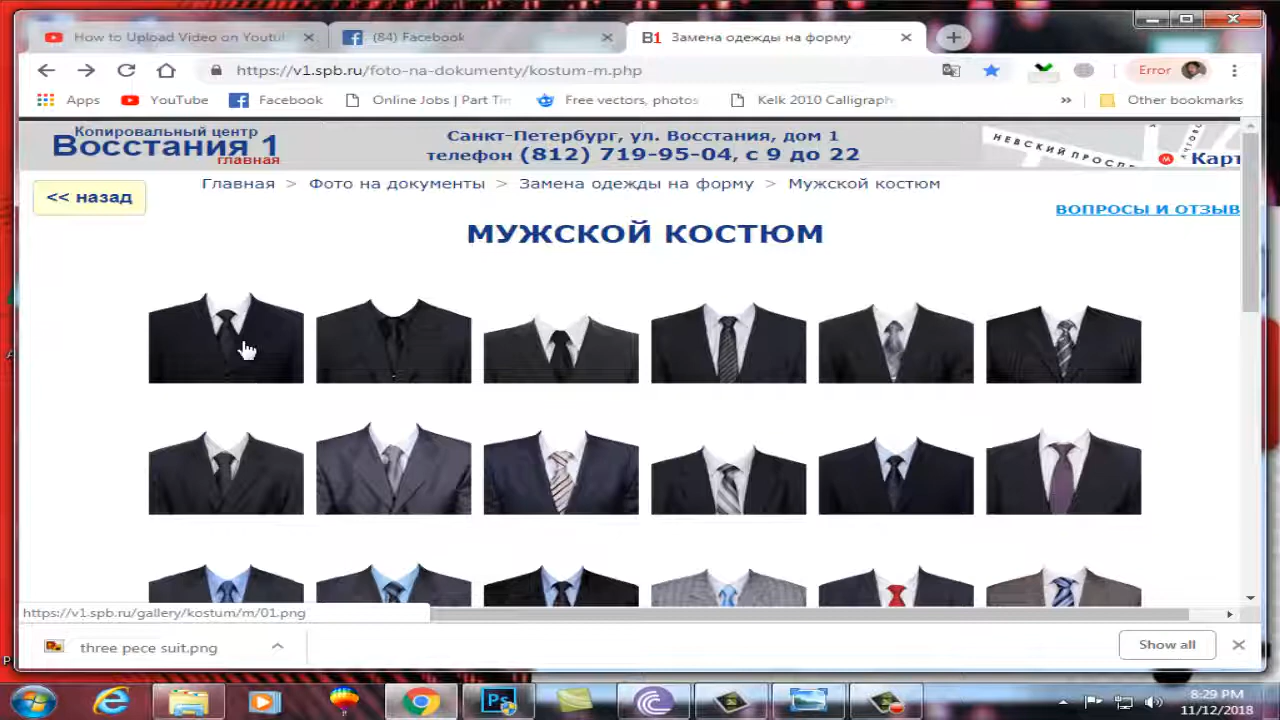 How to Upload Video on Youtu
(84) Facebook
B1 Замена одежды на форму
https://v1.spb.ru/foto-na-dokumenty/kostum-m.php
Error
Apps
YouTube
Facebook
Online Jobs | Part Tim
Free vectors, photos
Kelk 2010 Calligraph
»
Other bookmarks
Копировальный центр
Восстания 1
главная
Санкт-Петербург, ул. Восстания, дом 1
телефон (812) 719-95-04, с 9 до 22
НЕВСКИЙ ПРОСП
Карт
<< назад
Главная > Фото на документы > Замена одежды на форму > Мужской костюм
ВОПРОСЫ И ОТЗЫВ
МУЖСКОЙ КОСТЮМ
https://v1.spb.ru/gallery/kostum/m/01.png
three pece suit.png
Show all
Ps
8:29 PM
11/12/2018